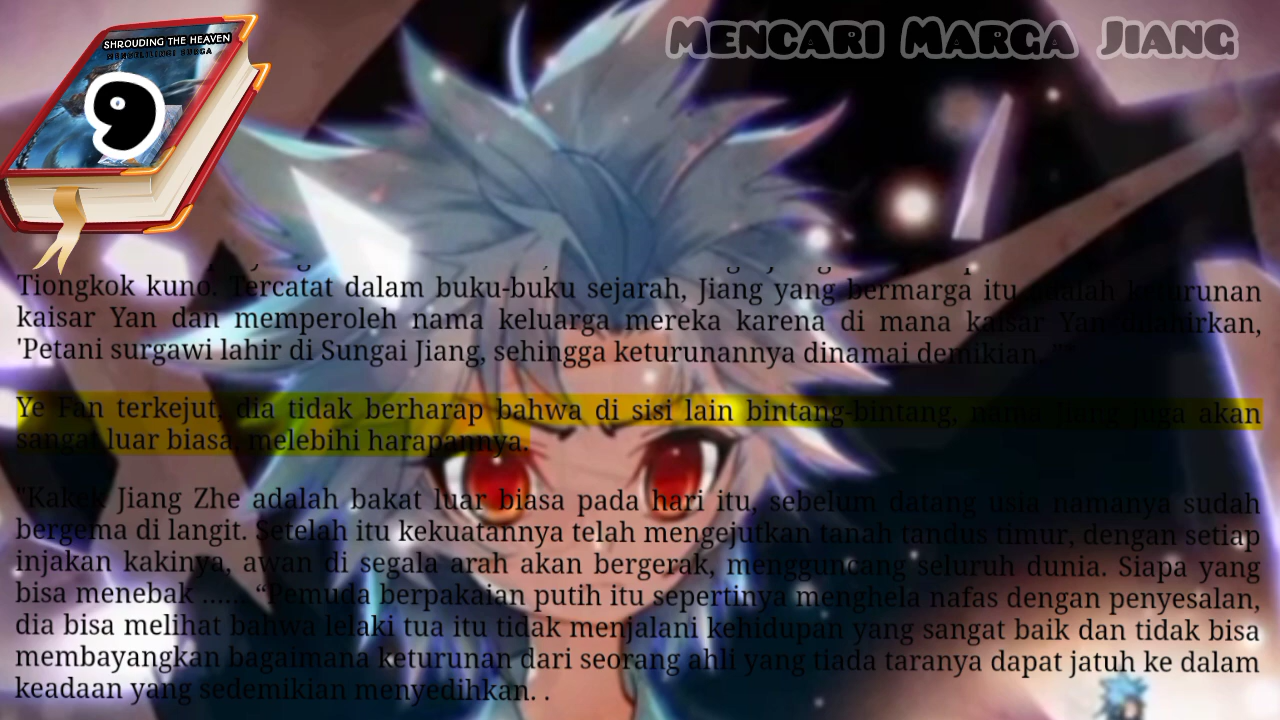 SHROUDING THE HEAVEN
MENYELIMUTI SURGA
9
MENCARI MARGA JIANG
Tiongkok kuno. Tercatat dalam buku-buku sejarah, Jiang yang bermarga itu adalah keturunan
kaisar Yan dan memperoleh nama keluarga mereka karena di mana kaisar Yan dilahirkan,
'Petani surgawi lahir di Sungai Jiang, sehingga keturunannya dinamai demikian. "'
Ye Fan terkejut, dia tidak berharap bahwa di sisi lain bintang-bintang, nama Jiang juga akan
sangat luar biasa, melebihi harapannya.
"Kakek Jiang Zhe adalah bakat luar biasa pada hari itu, sebelum datang usia namanya sudah
bergema di langit. Setelah itu kekuatannya telah mengejutkan tanah tandus timur, dengan setiap
injakan kakinya, awan di segala arah akan bergerak, mengguncang seluruh dunia. Siapa yang
bisa menebak ...... “Pemuda berpakaian putih itu sepertinya menghela nafas dengan penyesalan,
dia bisa melihat bahwa lelaki tua itu tidak menjalani kehidupan yang sangat baik dan tidak bisa
membayangkan bagaimana keturunan dari seorang ahli yang tiada taranya dapat jatuh ke dalam
keadaan yang sedemikian menyedihkan. .